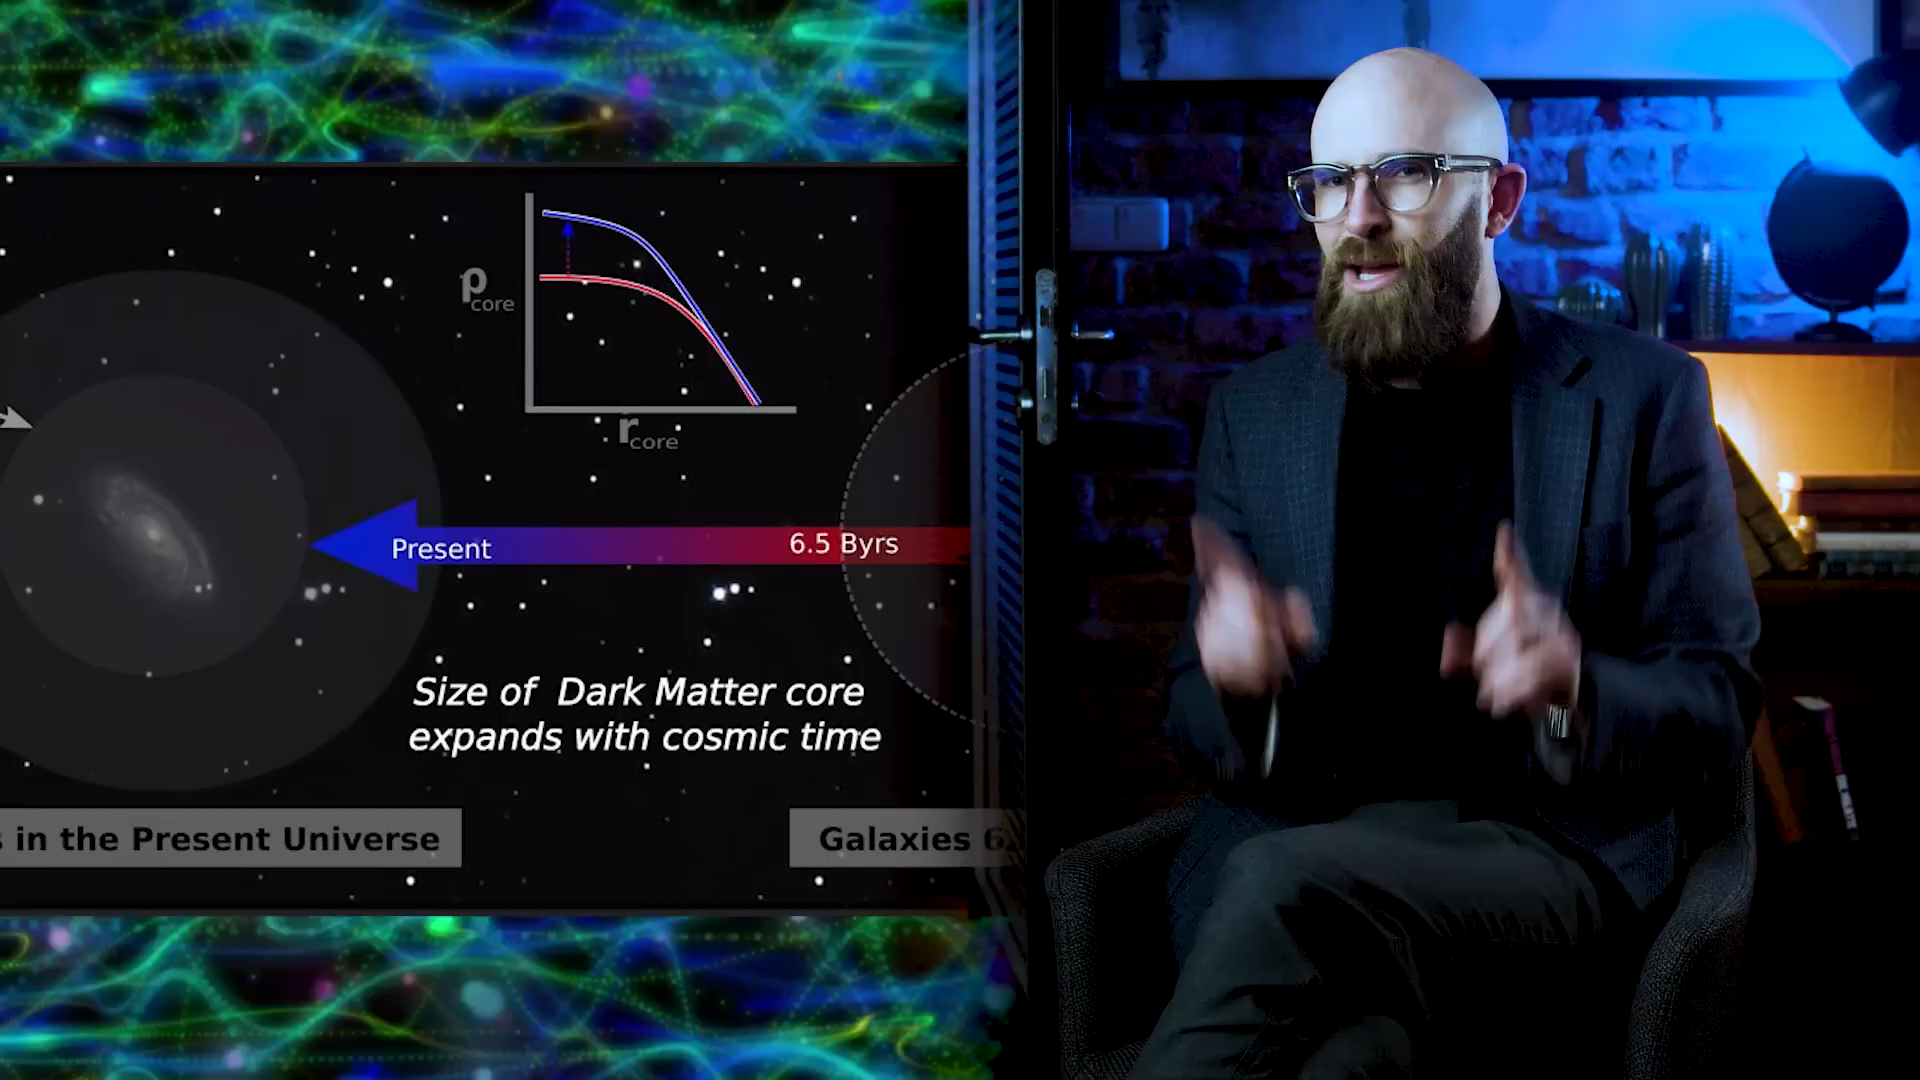 ρcore
rcore
Present
6.5 Byrs
Size of Dark Matter core
expands with cosmic time
in the Present Universe
Galaxies 6